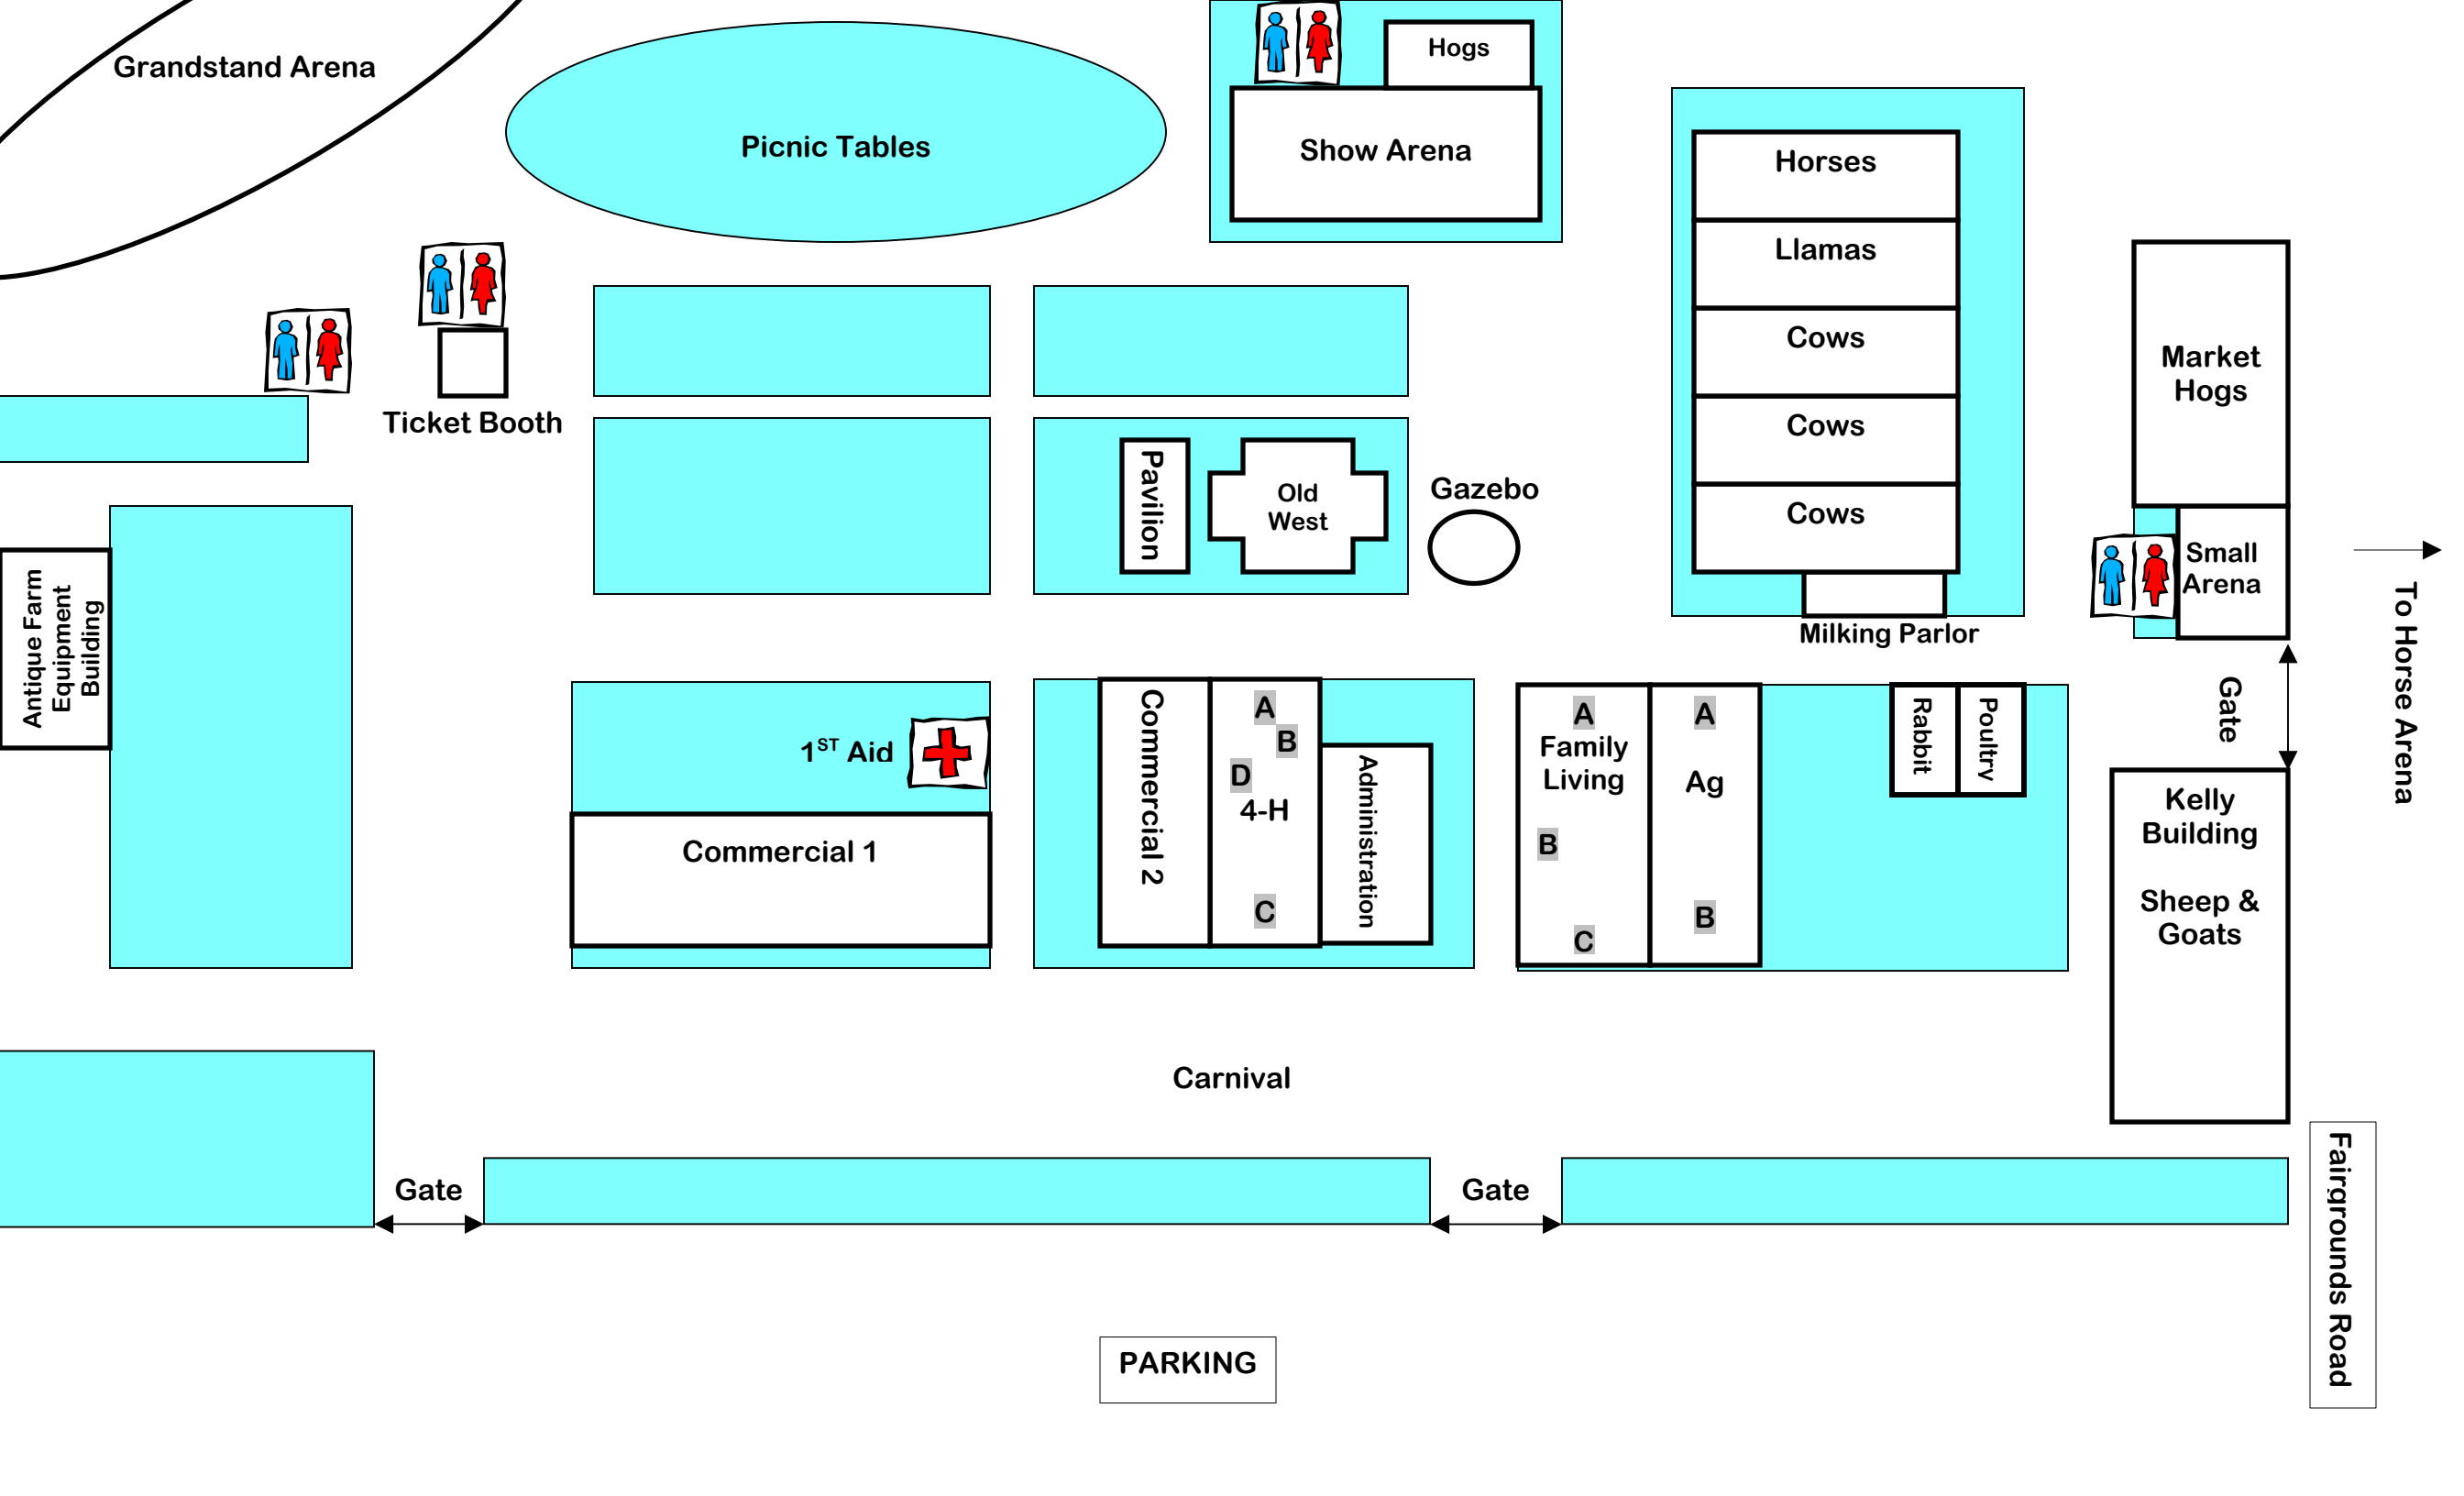 Grandstand Arena
Picnic Tables
Hogs
Show Arena
Horses
Llamas
Cows
Cows
Cows
Milking Parlor
Market
Hogs
Small
Arena
To Horse Arena
Ticket Booth
Pavilion
Old
West
Gazebo
Antique Farm
Equipment
Building
1ST Aid
Commercial 1
Commercial 2
A
B
D
4-H
C
Administration
A
Family
Living
B
C
A
Ag
B
Rabbit
Poultry
Gate
Kelly
Building
Sheep &
Goats
Carnival
Gate
Gate
Fairgrounds Road
PARKING